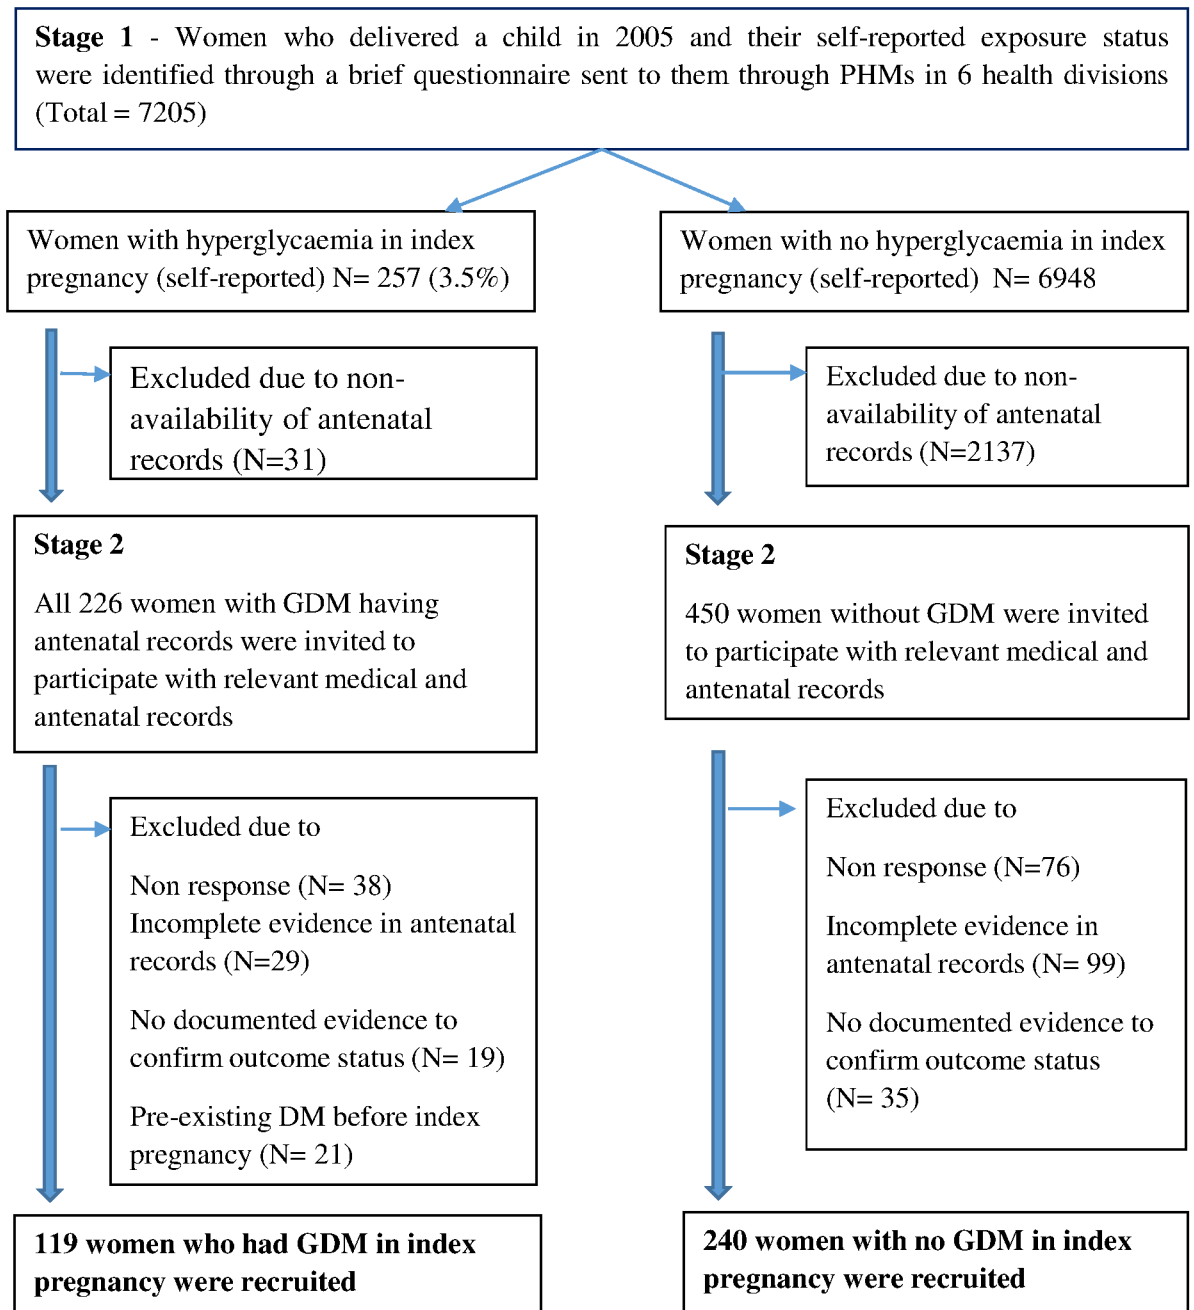 Stage 1 - Women who delivered a child in 2005 and their self-reported exposure status
were identified through a brief questionnaire sent to them through PHMs in 6 health divisions
(Total = 7205)
Women with hyperglycaemia in index
pregnancy (self-reported) N= 257 (3.5%)
Women with no hyperglycaemia in index
pregnancy (self-reported) N= 6948
Excluded due to non-
availability of antenatal
records (N=31)
Excluded due to non-
availability of antenatal
records (N=2137)
Stage 2
All 226 women with GDM having
antenatal records were invited to
participate with relevant medical and
antenatal records
Stage 2
450 women without GDM were invited
to participate with relevant medical and
antenatal records
Excluded due to
Non response (N= 38)
Incomplete evidence in antenatal
records (N=29)
No documented evidence to
confirm outcome status (N= 19)
Pre-existing DM before index
pregnancy (N= 21)
Excluded due to
Non response (N=76)
Incomplete evidence in
antenatal records (N= 99)
No documented evidence to
confirm outcome status
(N= 35)
119 women who had GDM in index
pregnancy were recruited
240 women with no GDM in index
pregnancy were recruited